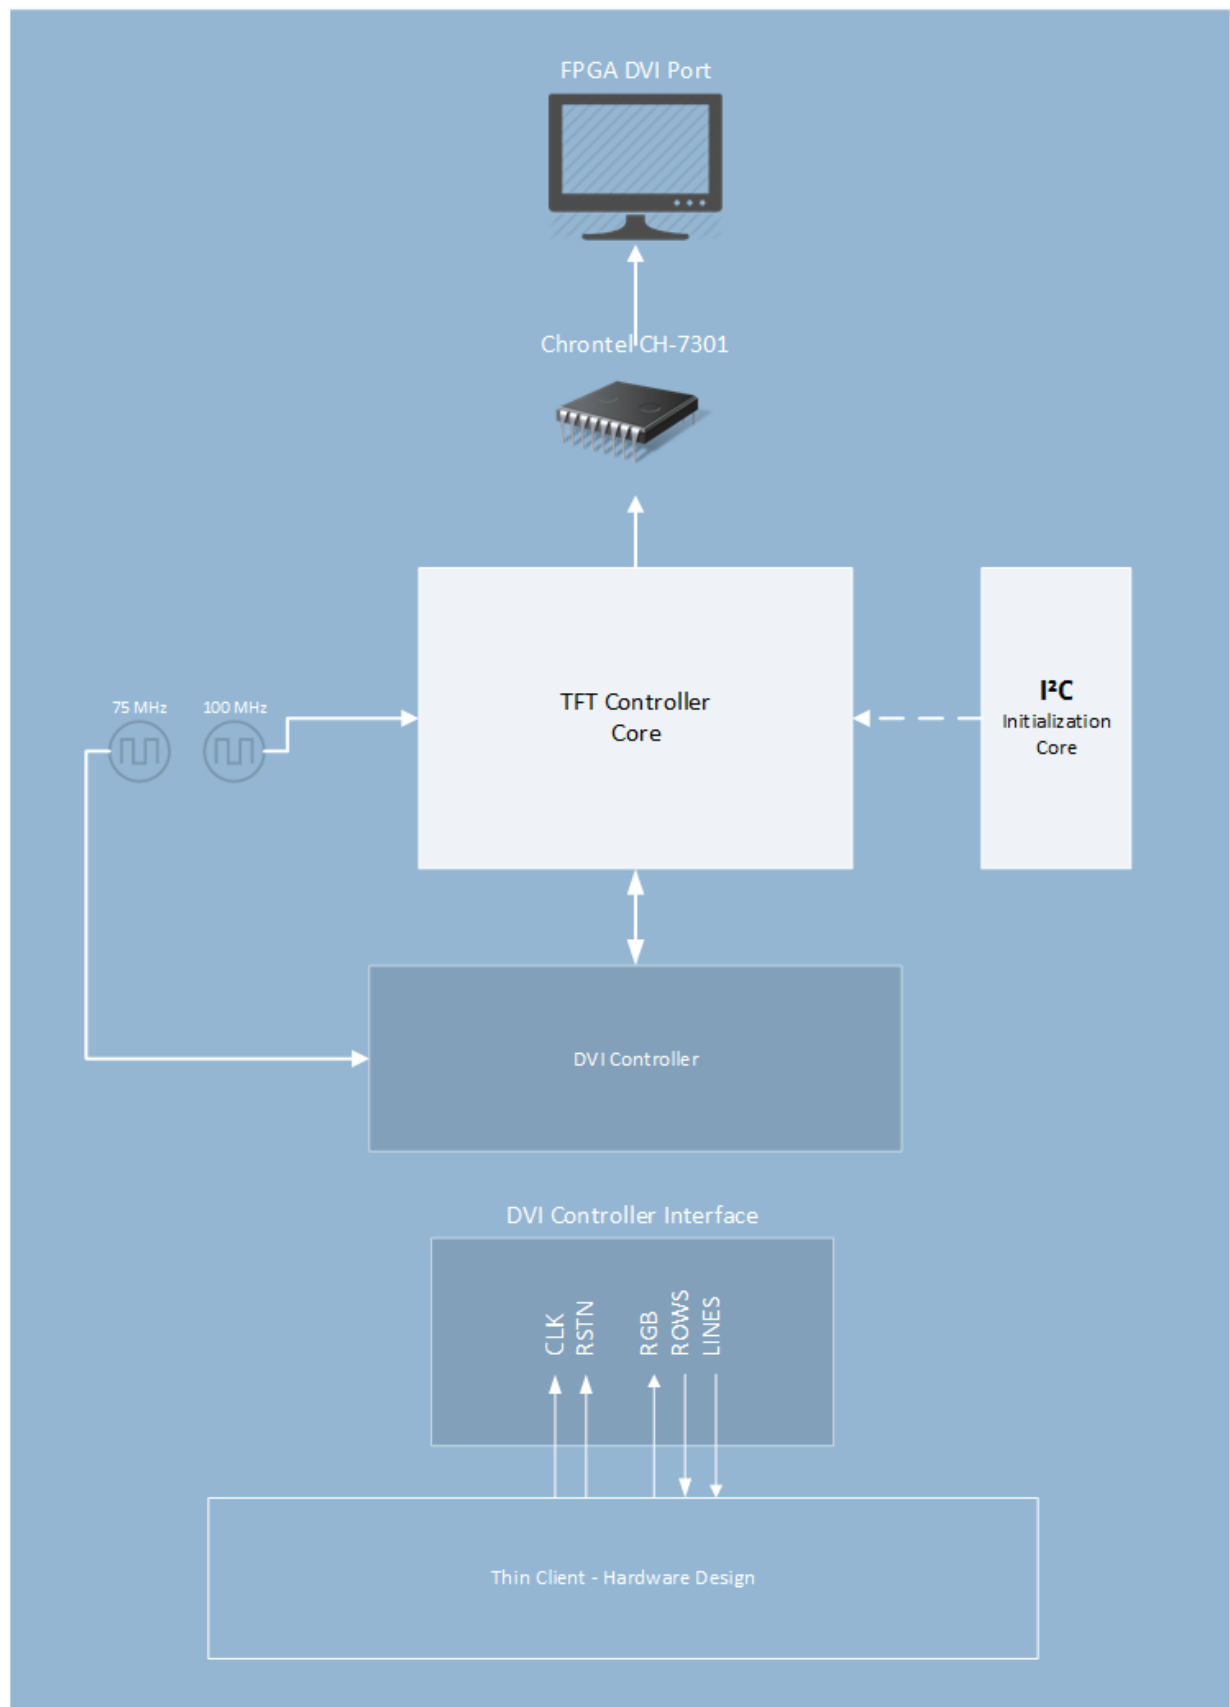 FPGA DVI Port
Chrontel CH-7301
TFT Controller
Core
I²C
Initialization
Core
75 MHz
100 MHz
DVI Controller
DVI Controller Interface
CLK
RSTN
RGB
ROWS
LINES
Thin Client - Hardware Design